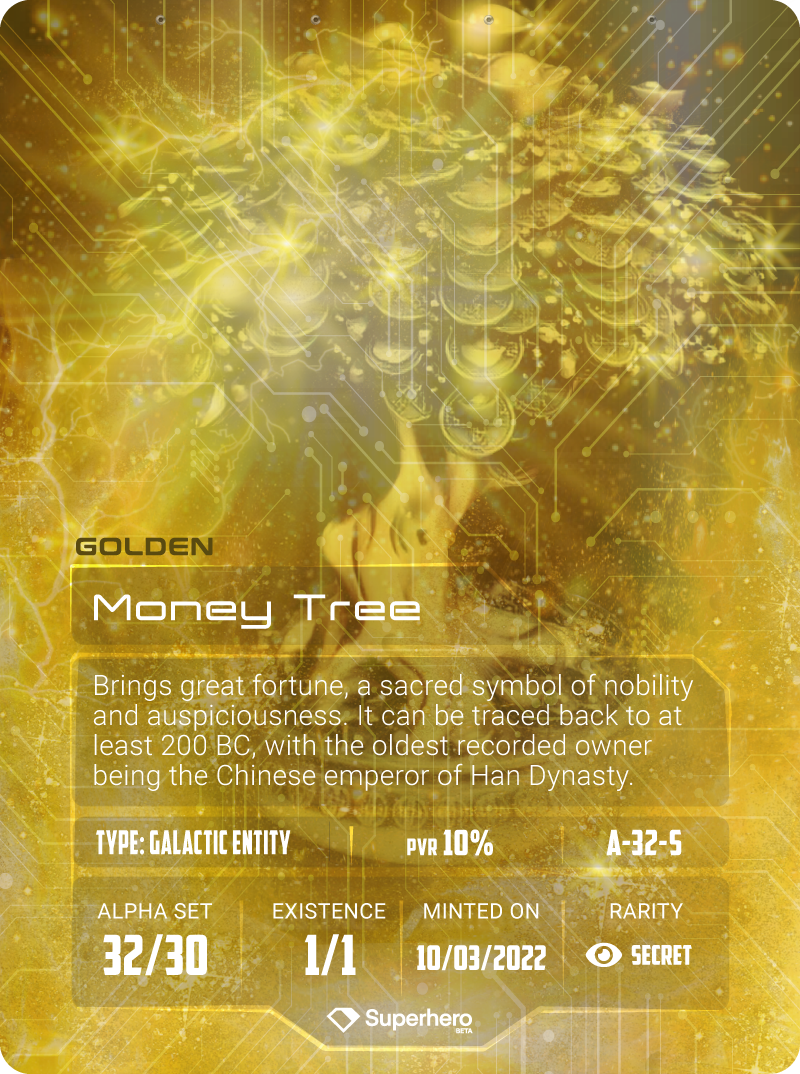 GOLDEN
Money Tree
Brings great fortune, a sacred symbol of nobility
and auspiciousness. It can be traced back to at
least 200 BC, with the oldest recorded owner
being the Chinese emperor of Han Dynasty.
TYPE: GALACTIC ENTITY PVR 10% A-32-S
ALPHA SET EXISTENCE MINTED ON RARITY
32/30 1/1 10/03/2022 SECRET
Superhero
BETA